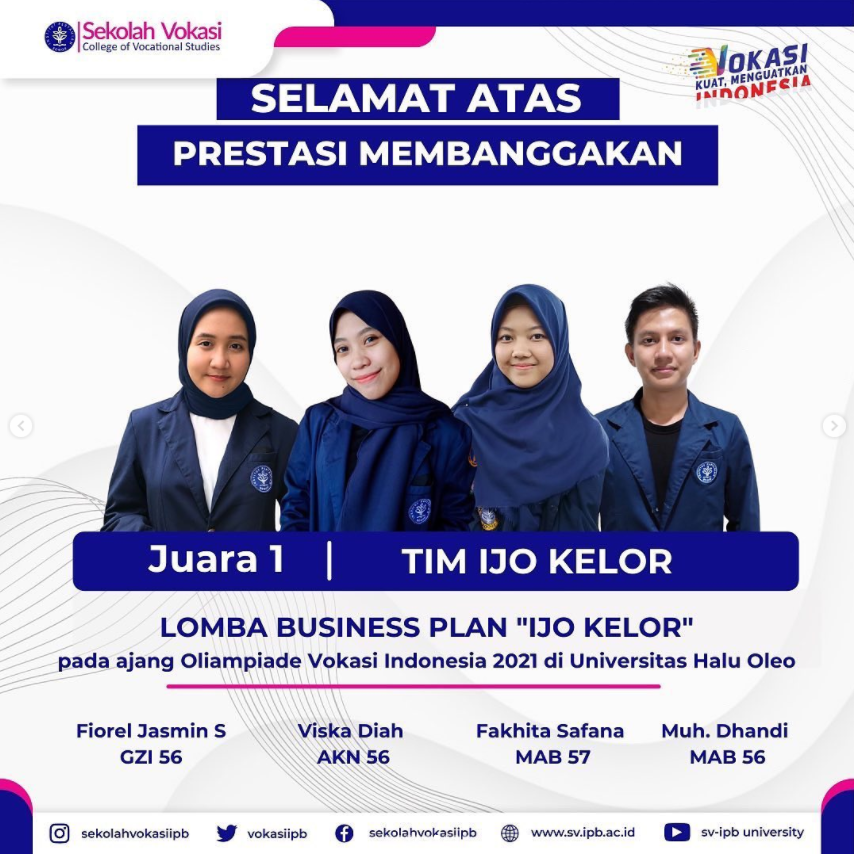 Sekolah Vokasi
College of Vocational Studies
VOKASI
KUAT, MENGUATKAN
INDONESIA
SELAMAT ATAS
PRESTASI MEMBANGGAKAN
Juara 1 | TIM IJO KELOR
LOMBA BUSINESS PLAN "IJO KELOR"
pada ajang Oliampiade Vokasi Indonesia 2021 di Universitas Halu Oleo
Fiorel Jasmin S
GZI 56
Viska Diah
AKN 56
Fakhita Safana
MAB 57
Muh. Dhandi
MAB 56
sekolahvokasiipb
vokasiipb
sekolahvokasiipb
www.sv.ipb.ac.id
sv-ipb university